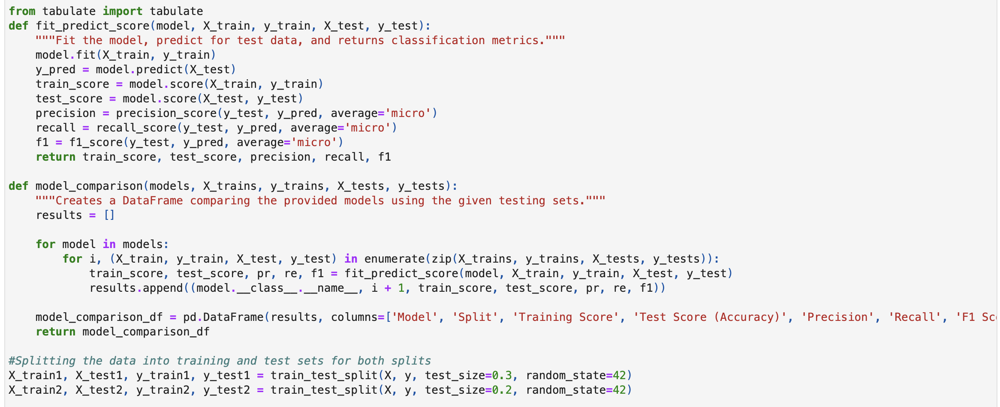 from tabulate import tabulate
def fit_predict_score(model, X_train, y_train, X_test, y_test):
    """Fit the model, predict for test data, and returns classification metrics."""
    model.fit(X_train, y_train)
    y_pred = model.predict(X_test)
    train_score = model.score(X_train, y_train)
    test_score = model.score(X_test, y_test)
    precision = precision_score(y_test, y_pred, average='micro')
    recall = recall_score(y_test, y_pred, average='micro')
    f1 = f1_score(y_test, y_pred, average='micro')
    return train_score, test_score, precision, recall, f1

def model_comparison(models, X_trains, y_trains, X_tests, y_tests):
    """Creates a DataFrame comparing the provided models using the given testing sets."""
    results = []

    for model in models:
        for i, (X_train, y_train, X_test, y_test) in enumerate(zip(X_trains, y_trains, X_tests, y_tests)):
            train_score, test_score, pr, re, f1 = fit_predict_score(model, X_train, y_train, X_test, y_test)
            results.append((model.__class__.__name__, i + 1, train_score, test_score, pr, re, f1))

    model_comparison_df = pd.DataFrame(results, columns=['Model', 'Split', 'Training Score', 'Test Score (Accuracy)', 'Precision', 'Recall', 'F1
    return model_comparison_df

#Splitting the data into training and test sets for both splits
X_train1, X_test1, y_train1, y_test1 = train_test_split(X, y, test_size=0.3, random_state=42)
X_train2, X_test2, y_train2, y_test2 = train_test_split(X, y, test_size=0.2, random_state=42)